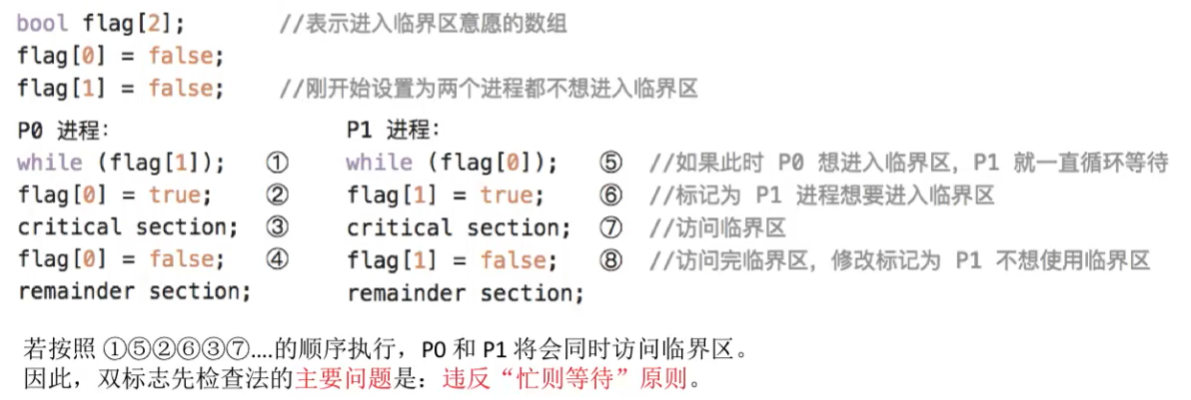 bool flag[2]; //表示进入临界区意愿的数组
flag[0] = false;
flag[1] = false; //刚开始设置为两个进程都不想进入临界区
P0 进程: P1 进程:
while (flag[1]); ① while (flag[0]); ⑤ //如果此时 P0 想进入临界区，P1 就一直循环等待
flag[0] = true; ② flag[1] = true; ⑥ //标记为 P1 进程想要进入临界区
critical section; ③ critical section; ⑦ //访问临界区
flag[0] = false; ④ flag[1] = false; ⑧ //访问完临界区，修改标记为 P1 不想使用临界区
remainder section; remainder section;
若按照 ①⑤②⑥③⑦....的顺序执行，P0 和 P1 将会同时访问临界区。
因此，双标志先检查法的主要问题是：违反“忙则等待”原则。